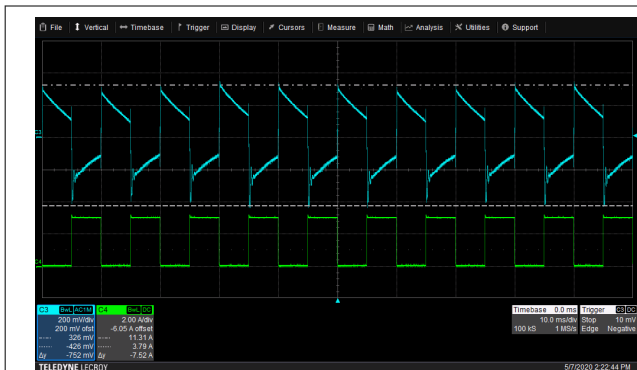 File Vertical Timebase Trigger Display Cursors Measure Math Analysis Utilities Support
C3
C4
C3 BwL AC1M
200 mV/div
200 mV ofst
326 mV
-426 mV
Δy -752 mV
C4 BwL DC
2.00 A/div
-6.05 A offset
11.31 A
3.79 A
Δy -7.52 A
Timebase 0.0 ms
10.0 ms/div
100 kS 1 MS/s
Trigger C3 DC
Stop 10 mV
Edge Negative
TELEDYNE LECROY
5/7/2020 2:22:44 PM